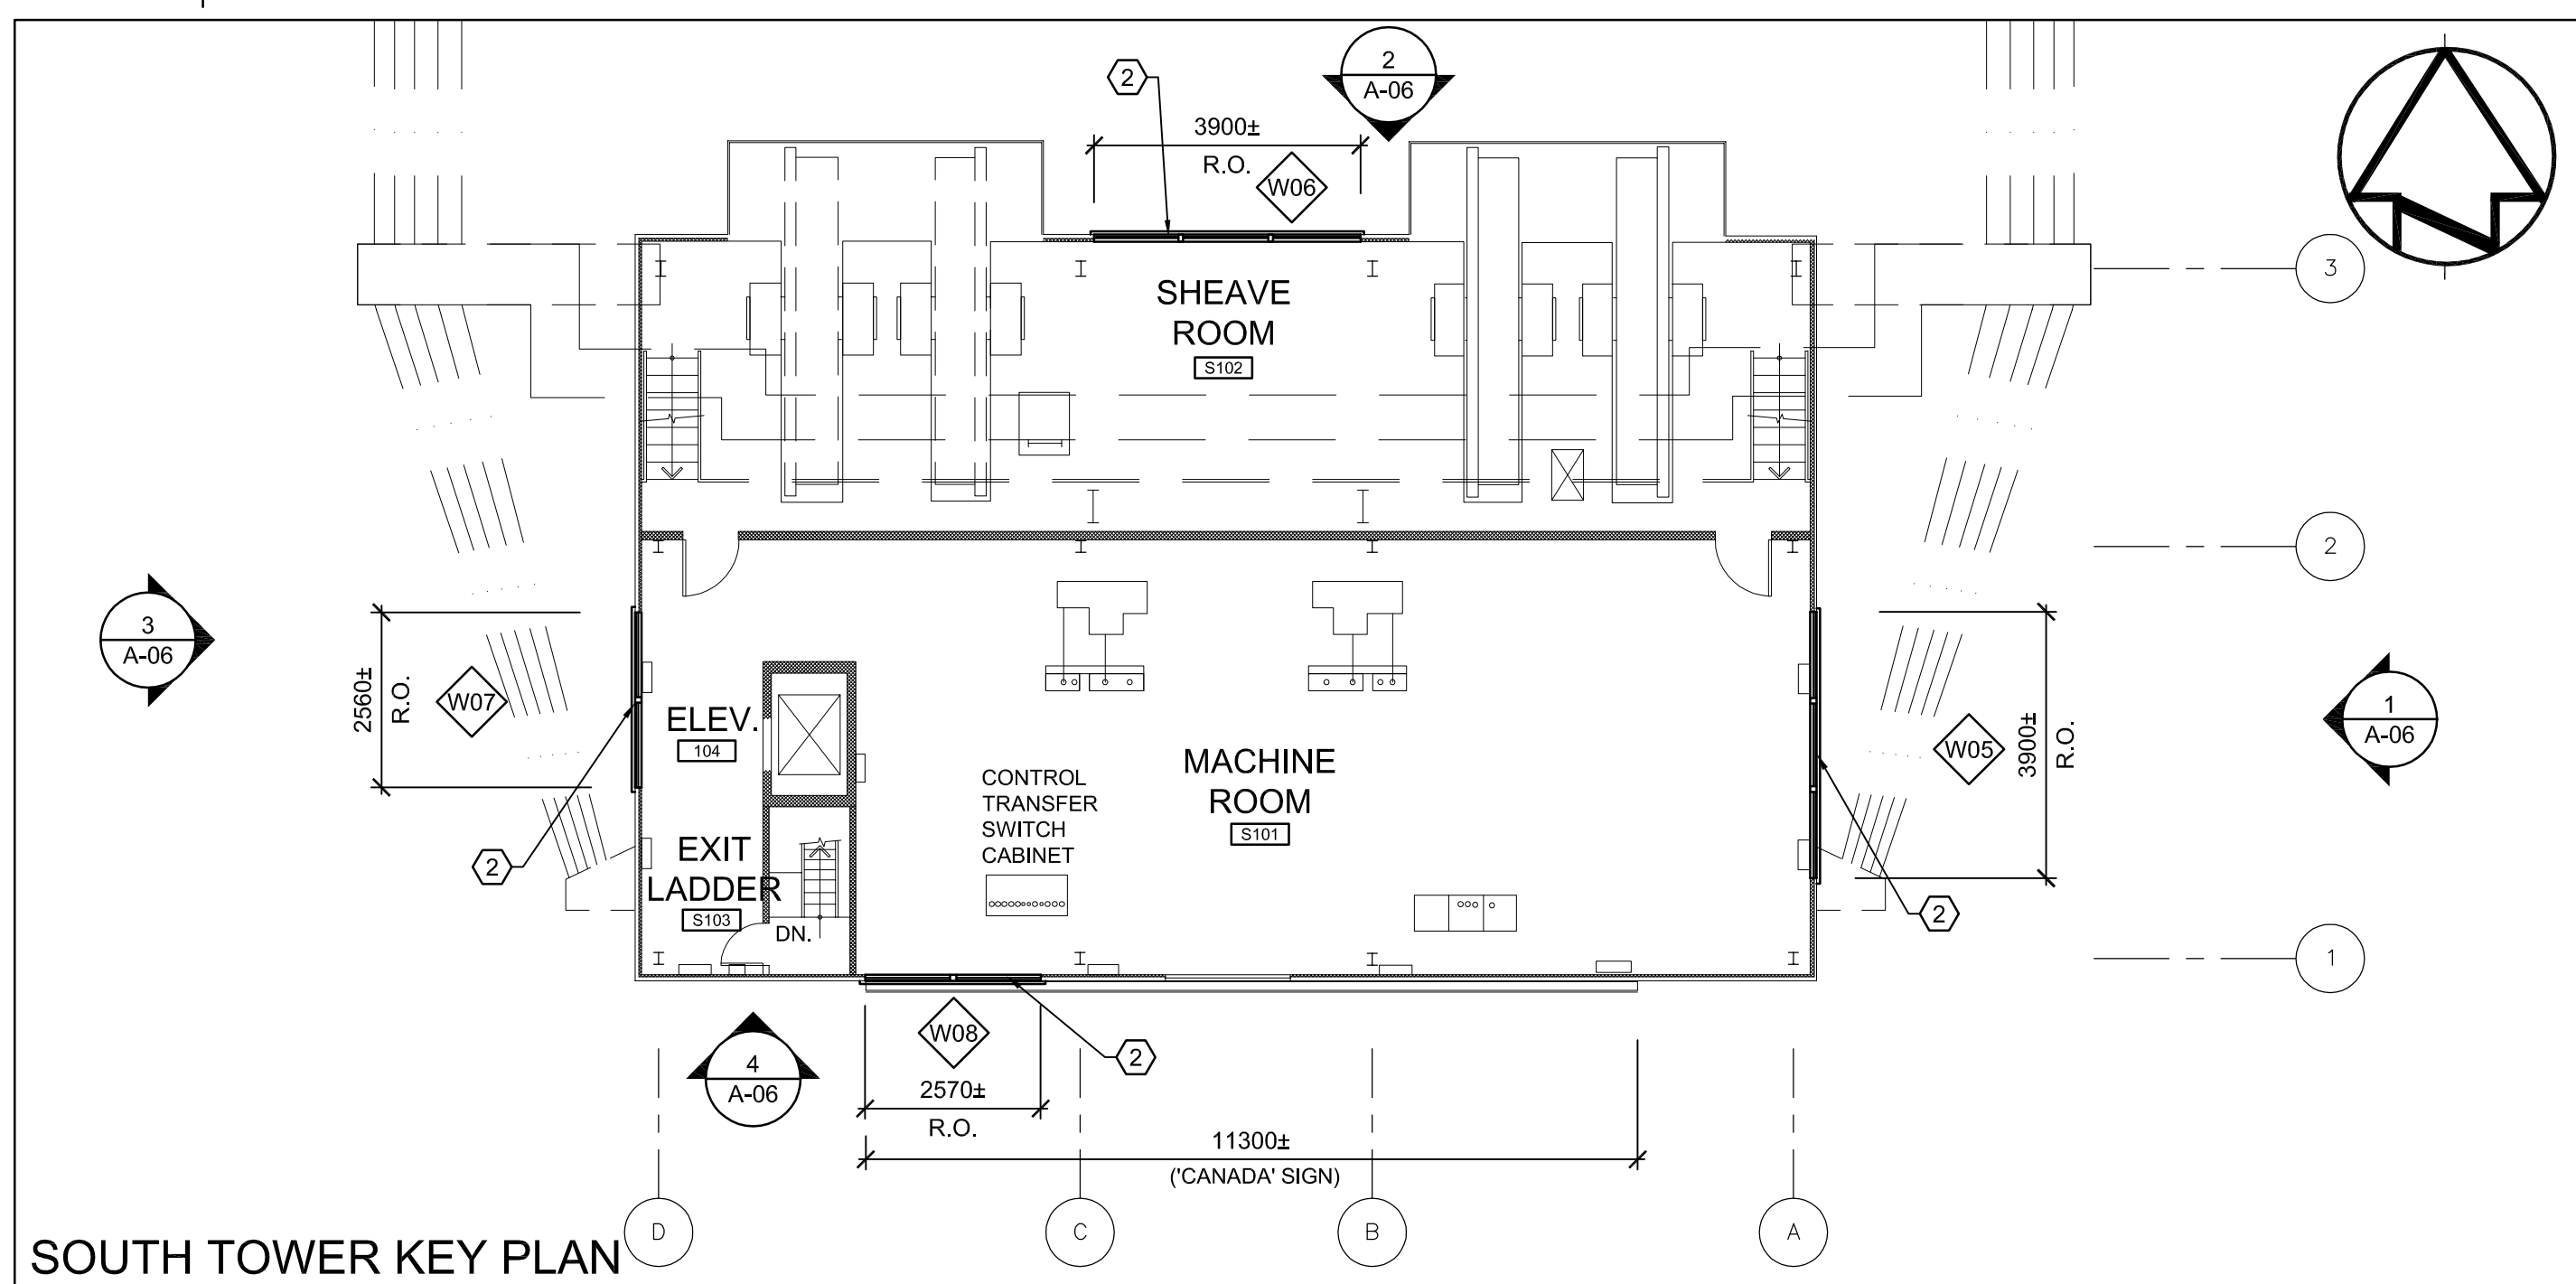 2
2
A-06
3900±
R.O.
W06
3
SHEAVE
ROOM
S102
2
3
A-06
2560±
R.O.
W07
ELEV.
104
MACHINE
ROOM
S101
CONTROL
TRANSFER
SWITCH
CABINET
W05
3900±
R.O.
1
A-06
2
EXIT
LADDER
S103
DN.
2
1
4
A-06
W08
2
2570±
R.O.
11300±
('CANADA' SIGN)
D
C
B
A
SOUTH TOWER KEY PLAN